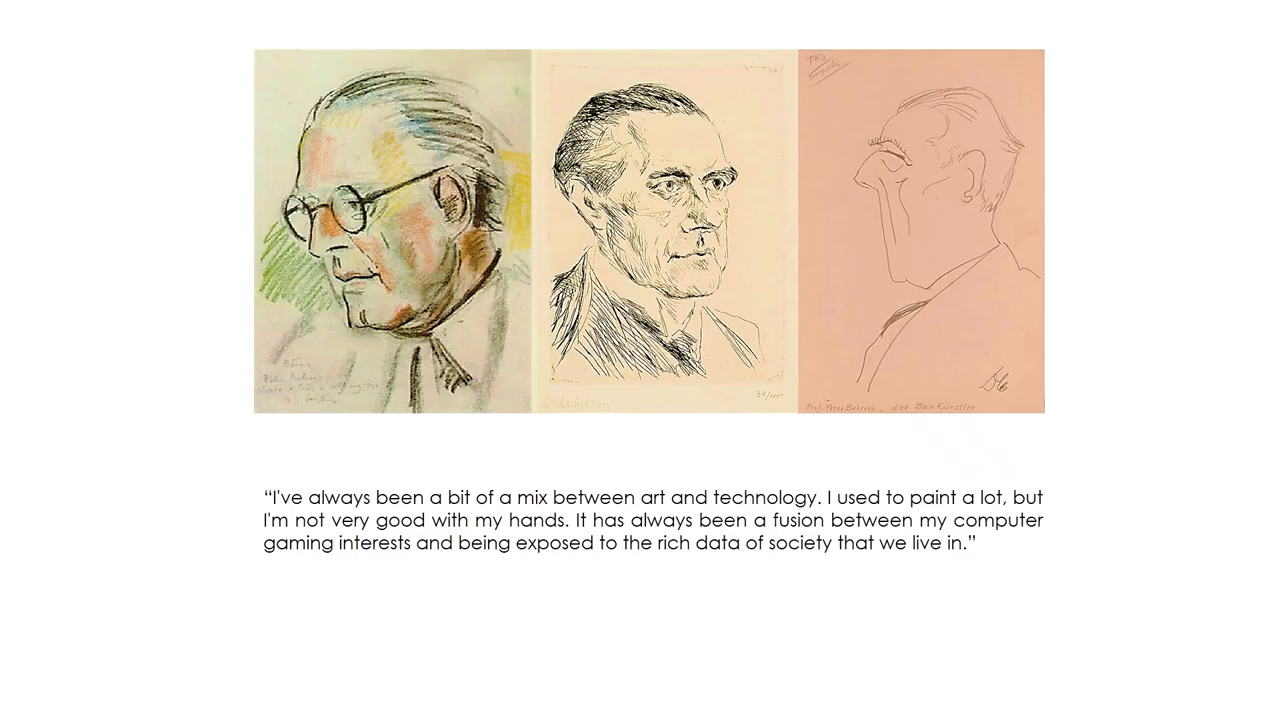 Prof. Peter Behrens, der Bau Künstler
“I've always been a bit of a mix between art and technology. I used to paint a lot, but
I'm not very good with my hands. It has always been a fusion between my computer
gaming interests and being exposed to the rich data of society that we live in.”